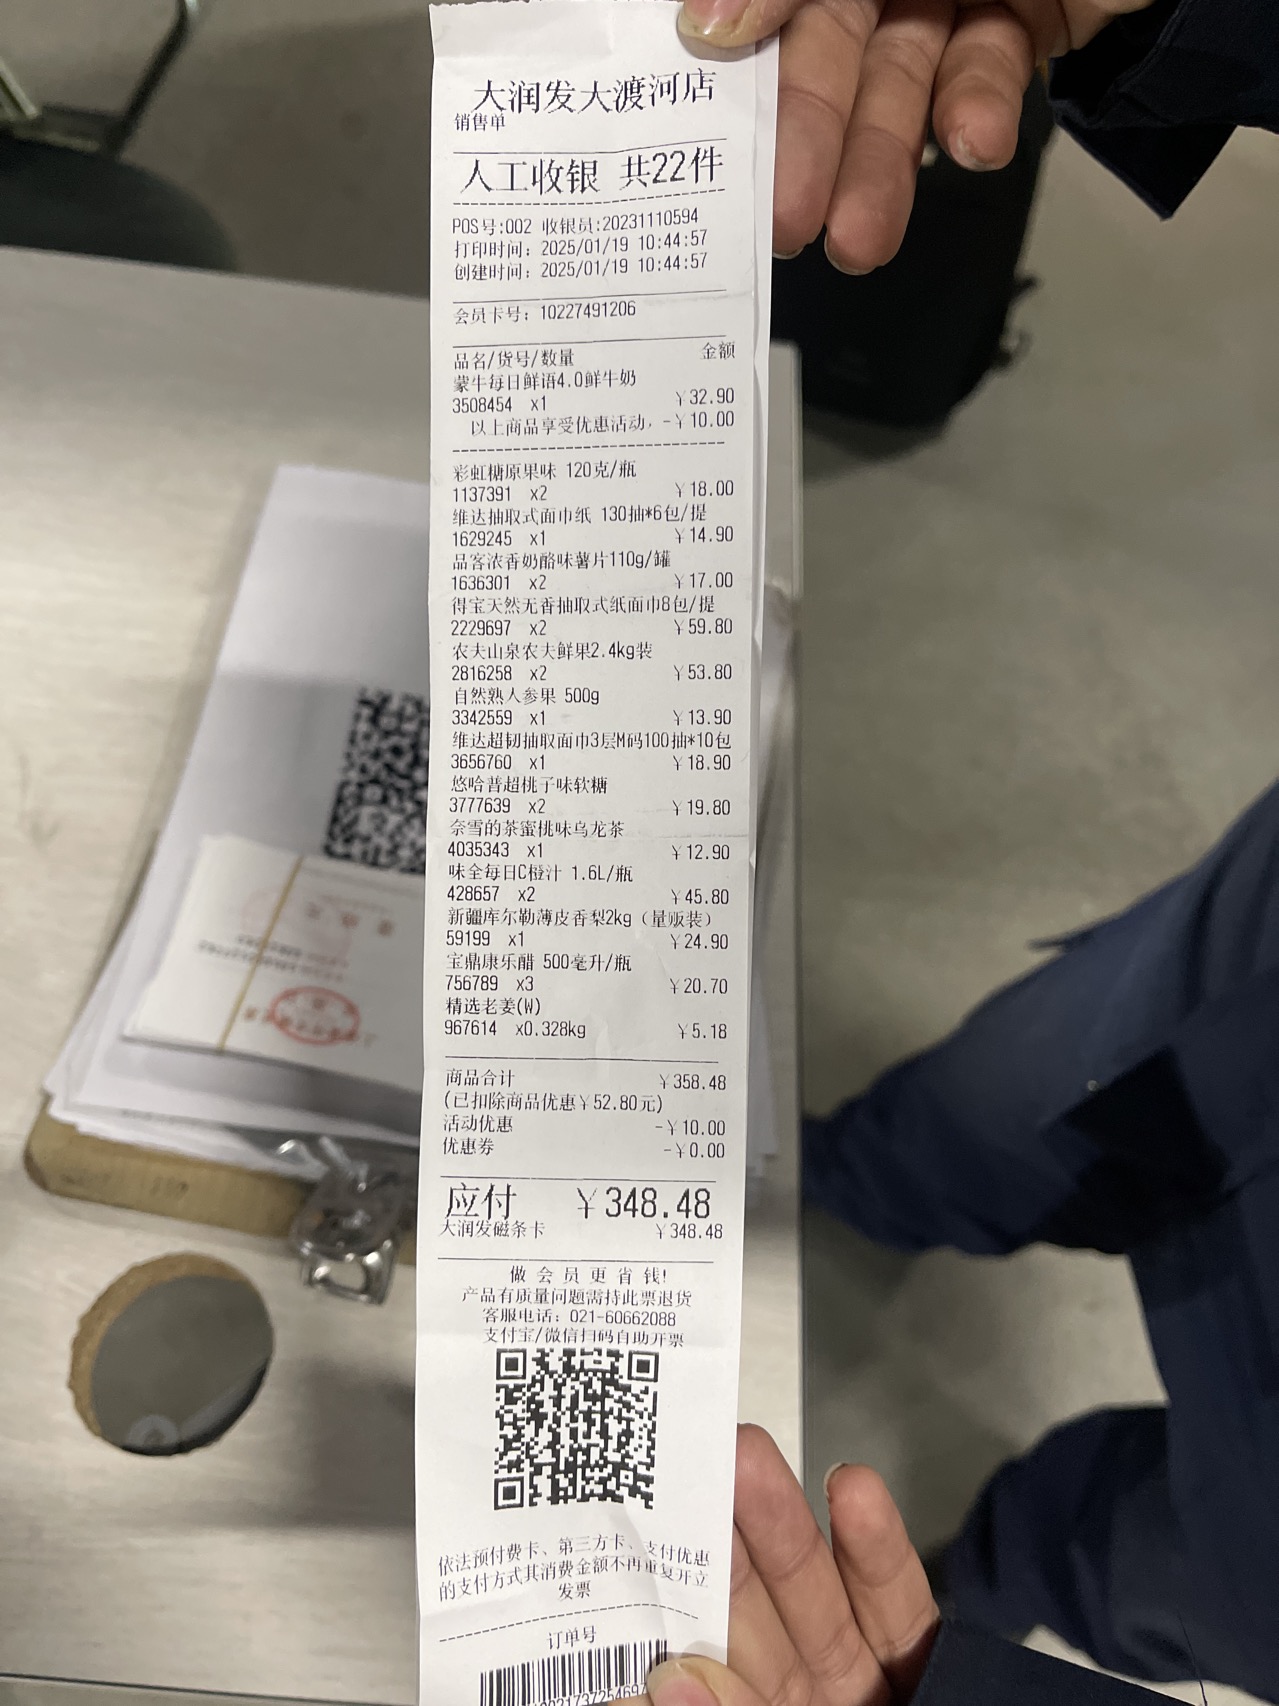 大润发大渡河店
销售单
人工收银 共22件
POS号:002 收银员:20231110594
打印时间: 2025/01/19 10:44:57
创建时间: 2025/01/19 10:44:57
会员卡号: 10227491206
品名/货号/数量 金额
蒙牛每日鲜语4.0鲜牛奶
3508454 x1 ¥32.90
以上商品享受优惠活动, -¥10.00
彩虹糖原果味 120克/瓶
1137391 x2 ¥18.00
维达抽取式面巾纸 130抽*6包/提
1629245 x1 ¥14.90
品客浓香奶酪味薯片110g/罐
1636301 x2 ¥17.00
得宝天然无香抽取式纸面巾8包/提
2229697 x2 ¥59.80
农夫山泉农夫鲜果2.4kg装
2816258 x2 ¥53.80
自然熟人参果 500g
3342559 x1 ¥13.90
维达超韧抽取面巾3层M码100抽*10包
3656760 x1 ¥18.90
悠哈普超桃子味软糖
3777639 x2 ¥19.80
奈雪的茶蜜桃味乌龙茶
4035343 x1 ¥12.90
味全每日C橙汁 1.6L/瓶
428657 x2 ¥45.80
新疆库尔勒薄皮香梨2kg（量贩装）
59199 x1 ¥24.90
宝鼎康乐醋 500毫升/瓶
756789 x3 ¥20.70
精选老姜(W)
967614 x0.328kg ¥5.18
商品合计 ¥358.48
(已扣除商品优惠¥52.80元)
活动优惠 -¥10.00
优惠券 -¥0.00
应付 ¥348.48
大润发磁条卡 ¥348.48
做会员更省钱!
产品有质量问题需持此票退货
客服电话: 021-60662088
支付宝/微信扫码自助开票
依法预付费卡、第三方卡、支付优惠
的支付方式其消费金额不再重复开立
发票
订单号